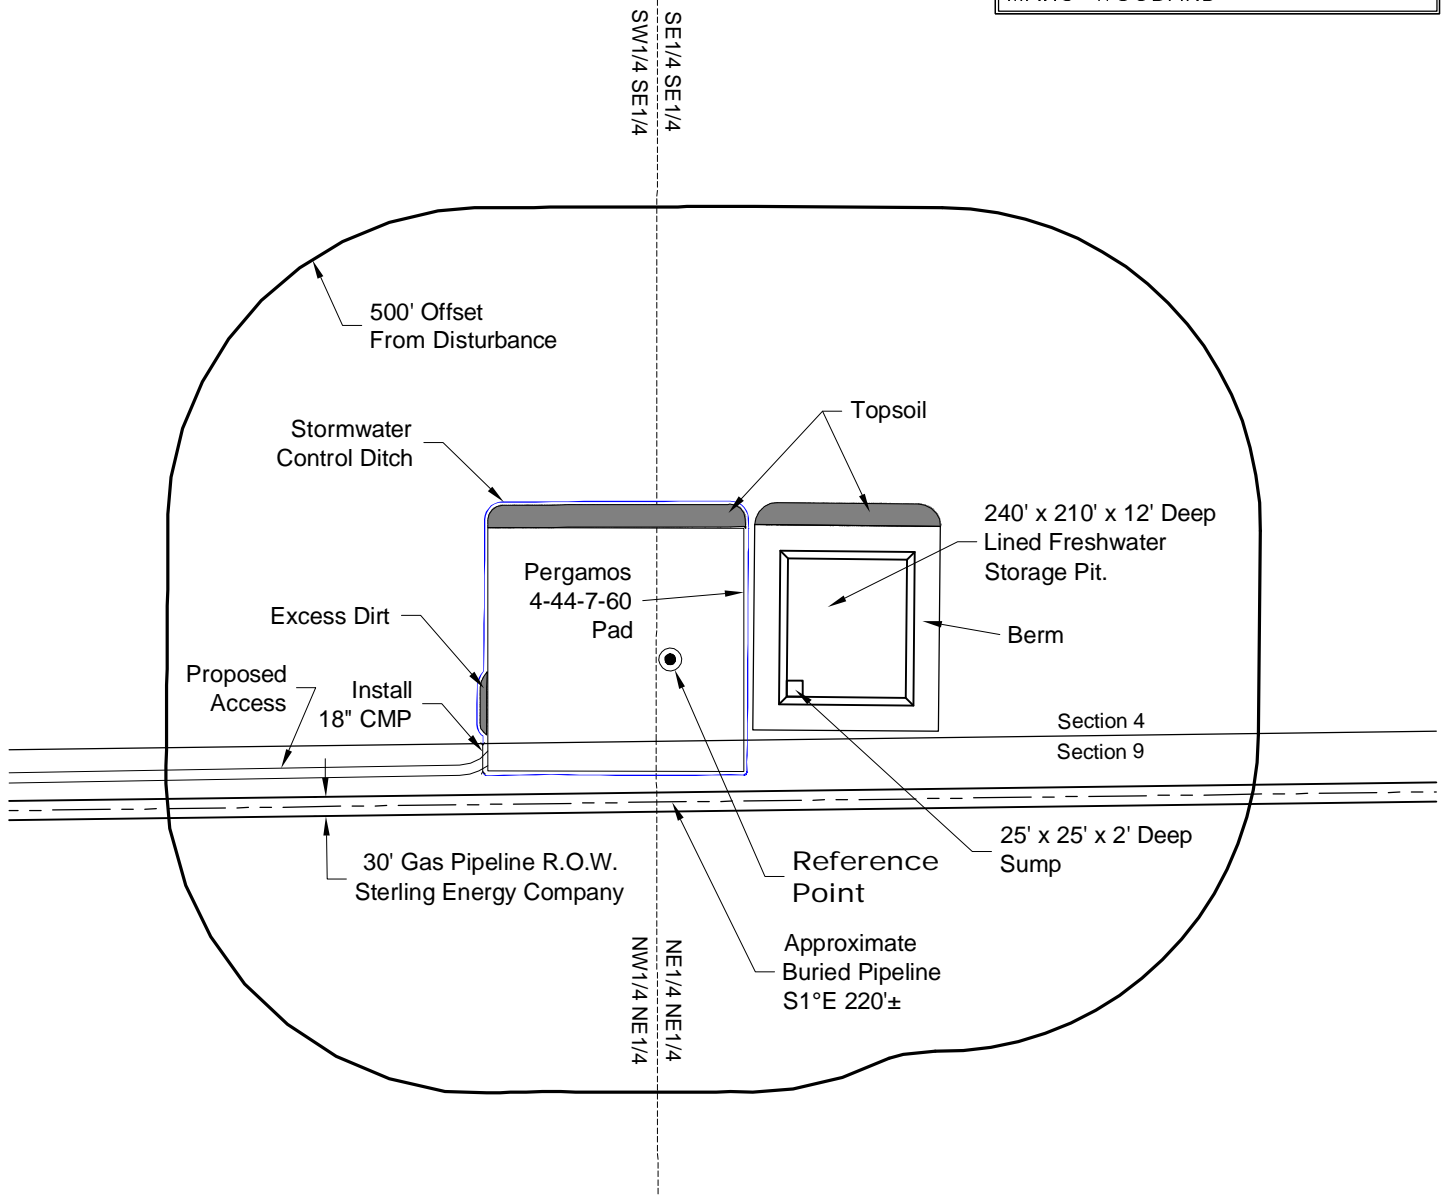 SW1/4 SE1/4
SE1/4 SE1/4
500' Offset
From Disturbance
Topsoil
Stormwater
Control Ditch
240' x 210' x 12' Deep
Lined Freshwater
Storage Pit.
Pergamos
4-44-7-60
Pad
Excess Dirt
Berm
Proposed
Access
Install
18" CMP
Section 4
Section 9
25' x 25' x 2' Deep
Sump
30' Gas Pipeline R.O.W.
Sterling Energy Company
Reference
Point
Approximate
Buried Pipeline
S1°E 220'±
NW1/4 NE1/4
NE1/4 NE1/4